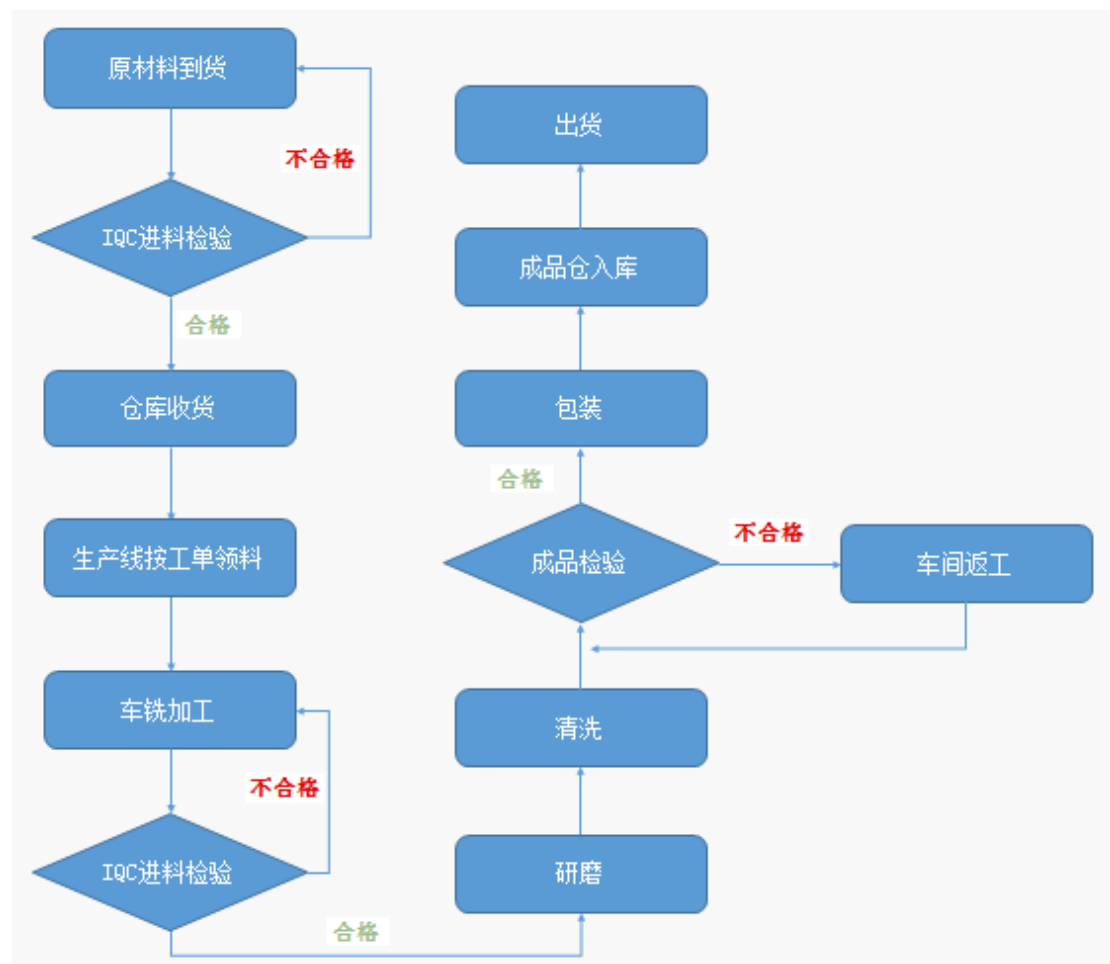 原材料到货
不合格
IQC进料检验
合格
仓库收货
生产线按工单领料
车铣加工
不合格
IQC进料检验
合格
研磨
清洗
成品检验
不合格
车间返工
合格
包装
成品仓入库
出货